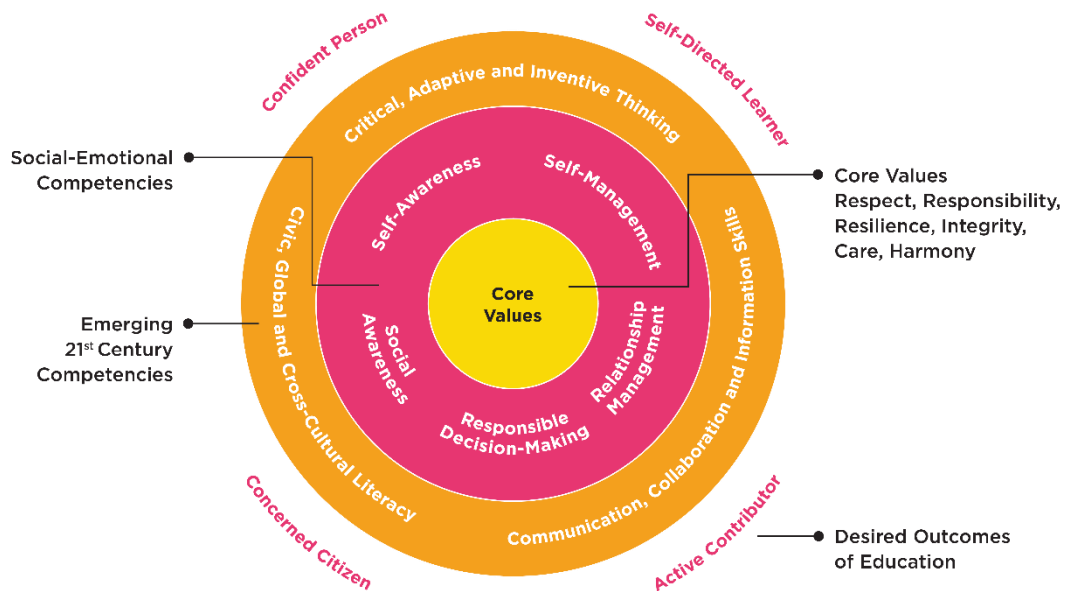 Confident Person
Self-Directed Learner
Critical, Adaptive and Inventive Thinking
Social-Emotional
Competencies
Self-Awareness
Self-Management
Core Values
Respect, Responsibility,
Resilience, Integrity,
Care, Harmony
Core
Values
Emerging
21st Century
Competencies
Civic, Global and Cross-Cultural Literacy
Social
Awareness
Relationship
Management
Responsible
Decision-Making
Communication, Collaboration and Information Skills
Concerned Citizen
Active Contributor
Desired Outcomes
of Education